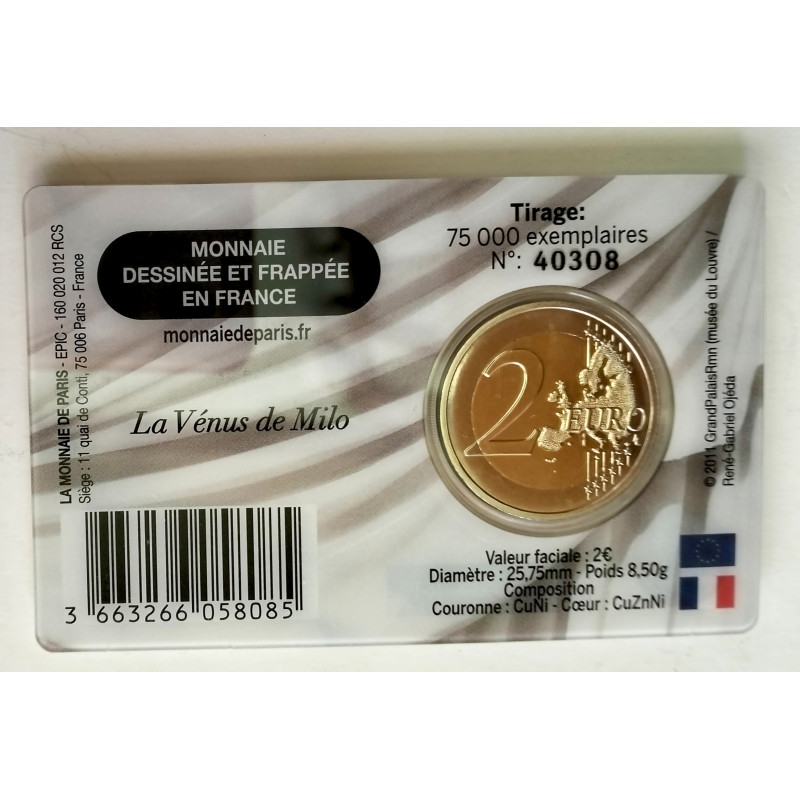 LA MONNAIE DE PARIS - EPIC - 160 020 012 RCS
Siège : 11 quai de Conti, 75 006 Paris - France
MONNAIE
DESSINÉE ET FRAPPÉE
EN FRANCE
monnaiedeparis.fr
La Vénus de Milo
3 663266 058085
Tirage:
75 000 exemplaires
N°: 40308
2 EURO
Valeur faciale : 2€
Diamètre : 25,75mm - Poids 8,50g
Composition
Couronne : CuNi - Cœur : CuZnNi
© 2011 GrandPalaisRmn (musée du Louvre) /
René-Gabriel Ojéda